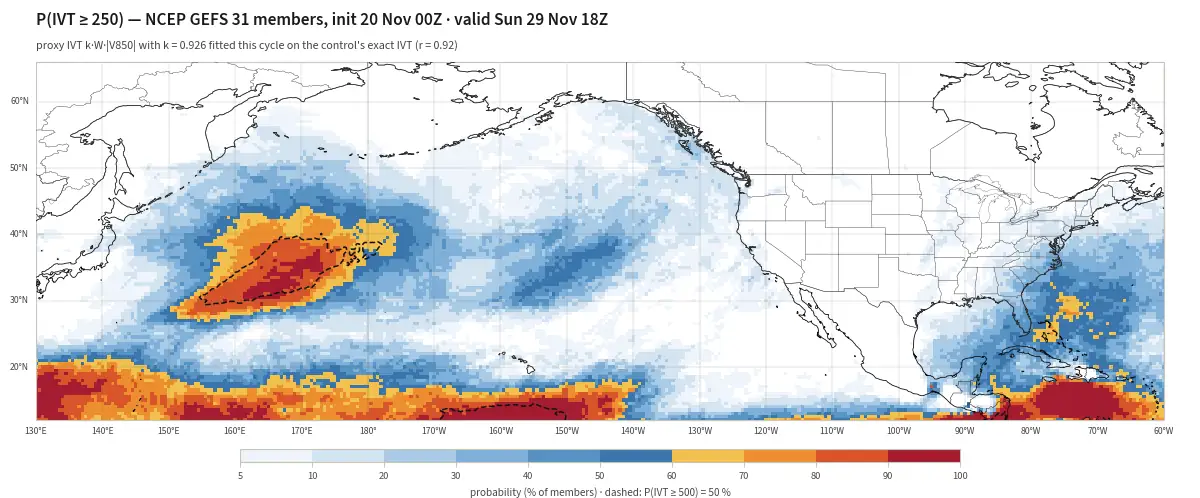 P(IVT ≥ 250) — NCEP GEFS 31 members, init 20 Nov 00Z · valid Sun 29 Nov 18Z
proxy IVT k·W·|V850| with k = 0.926 fitted this cycle on the control's exact IVT (r = 0.92)
60°N
50°N
40°N
30°N
20°N
130°E 140°E 150°E 160°E 170°E 180° 170°W 160°W 150°W 140°W 130°W 120°W 110°W 100°W 90°W 80°W 70°W 60°W
5 10 20 30 40 50 60 70 80 90 100
probability (% of members) · dashed: P(IVT ≥ 500) = 50 %